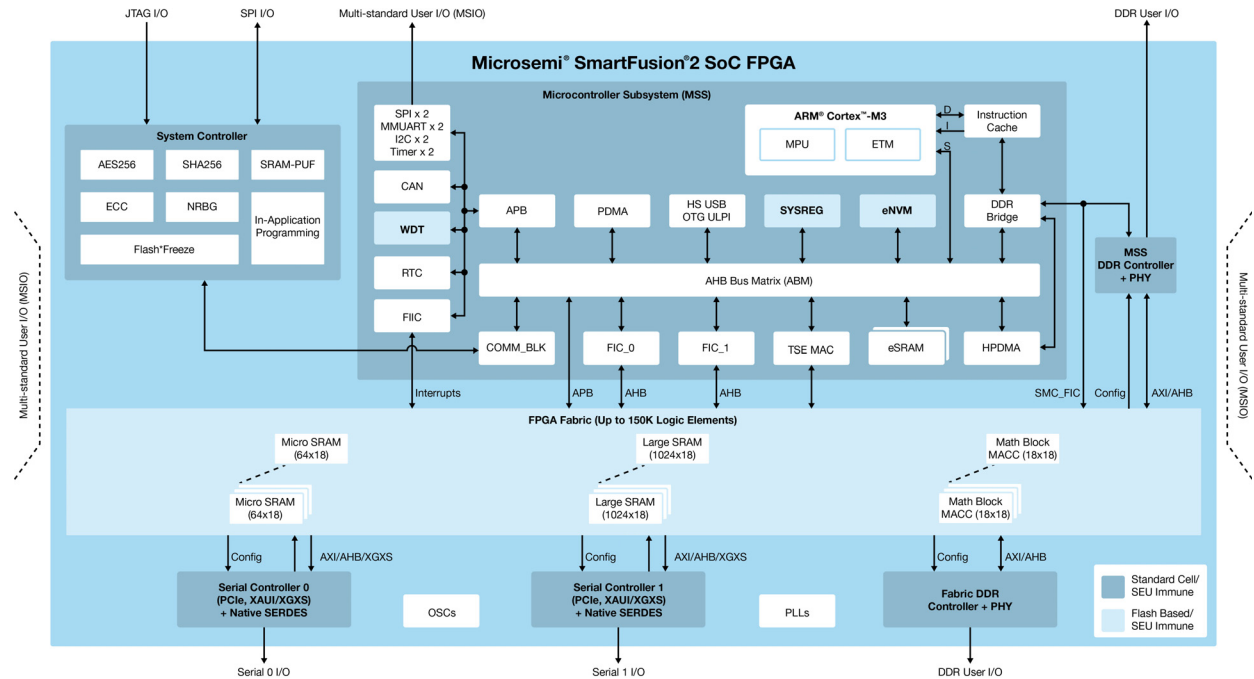 JTAG I/O
SPI I/O
Multi-standard User I/O (MSIO)
DDR User I/O
Microsemi® SmartFusion®2 SoC FPGA
Microcontroller Subsystem (MSS)
System Controller
AES256
SHA256
SRAM-PUF
ECC
NRBG
In-Application
Programming
Flash*Freeze
SPI x 2
MMUART x 2
I2C x 2
Timer x 2
CAN
WDT
RTC
FIIC
ARM® Cortex™-M3
MPU
ETM
D
I
S
Instruction
Cache
APB
PDMA
HS USB
OTG ULPI
SYSREG
eNVM
DDR
Bridge
AHB Bus Matrix (ABM)
COMM_BLK
FIC_0
FIC_1
TSE MAC
eSRAM
HPDMA
MSS
DDR Controller
+ PHY
Multi-standard User I/O (MSIO)
Multi-standard User I/O (MSIO)
Interrupts
APB
AHB
AHB
SMC_FIC
Config
AXI/AHB
FPGA Fabric (Up to 150K Logic Elements)
Micro SRAM
(64x18)
Large SRAM
(1024x18)
Math Block
MACC (18x18)
Micro SRAM
(64x18)
Large SRAM
(1024x18)
Math Block
MACC (18x18)
Config
AXI/AHB/XGXS
Config
AXI/AHB/XGXS
Config
AXI/AHB
Serial Controller 0
(PCIe, XAUI/XGXS)
+ Native SERDES
OSCs
Serial Controller 1
(PCIe, XAUI/XGXS)
+ Native SERDES
PLLs
Fabric DDR
Controller + PHY
Standard Cell/
SEU Immune
Flash Based/
SEU Immune
Serial 0 I/O
Serial 1 I/O
DDR User I/O